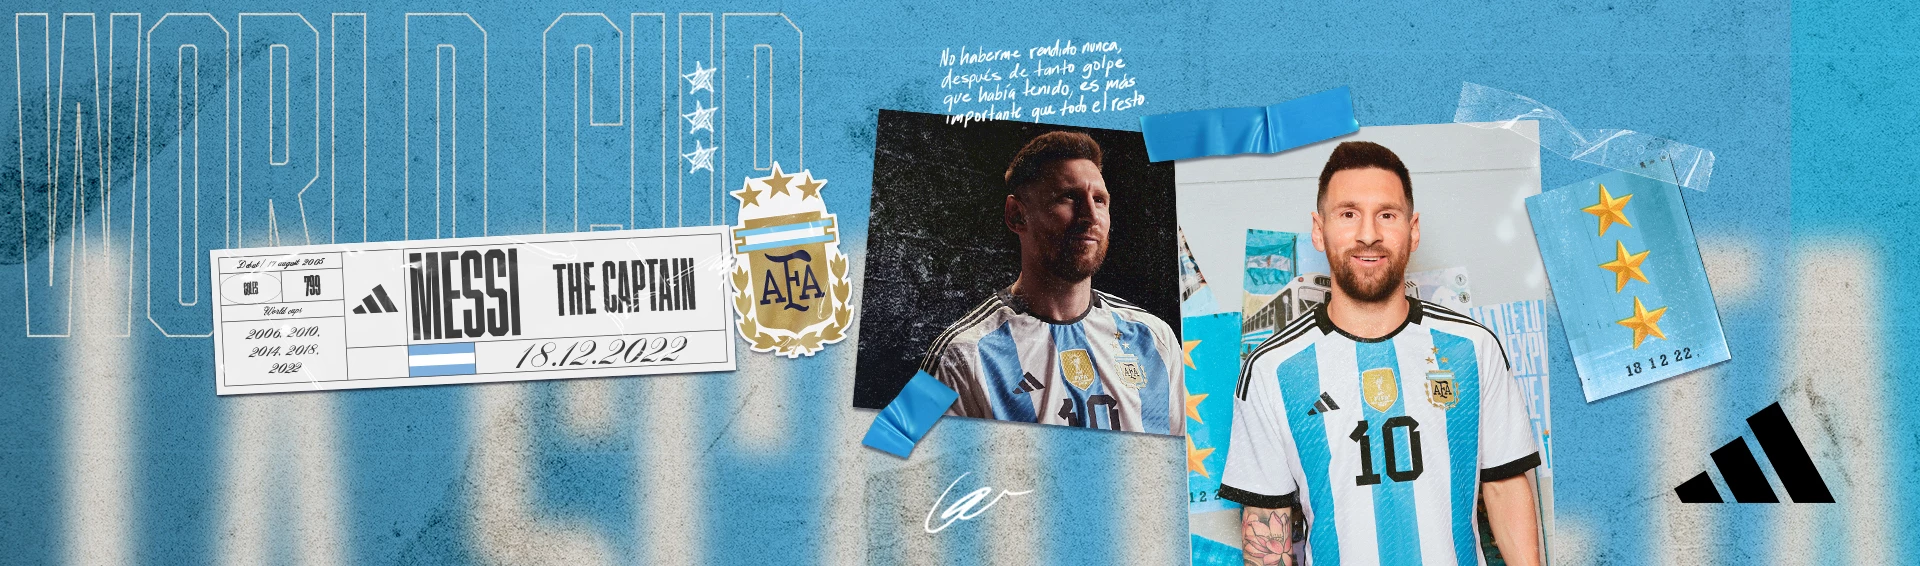 WORLD CUP
No haberme rendido nunca,
después de tanto golpe
que había tenido, es más
importante que todo el resto.
Debut / 17 august 2005
GOLES
799
World cups
2006, 2010,
2014, 2018,
2022
MESSI
THE CAPTAIN
18.12.2022
AFA
10
AFA
10
AFA
18 12 22.